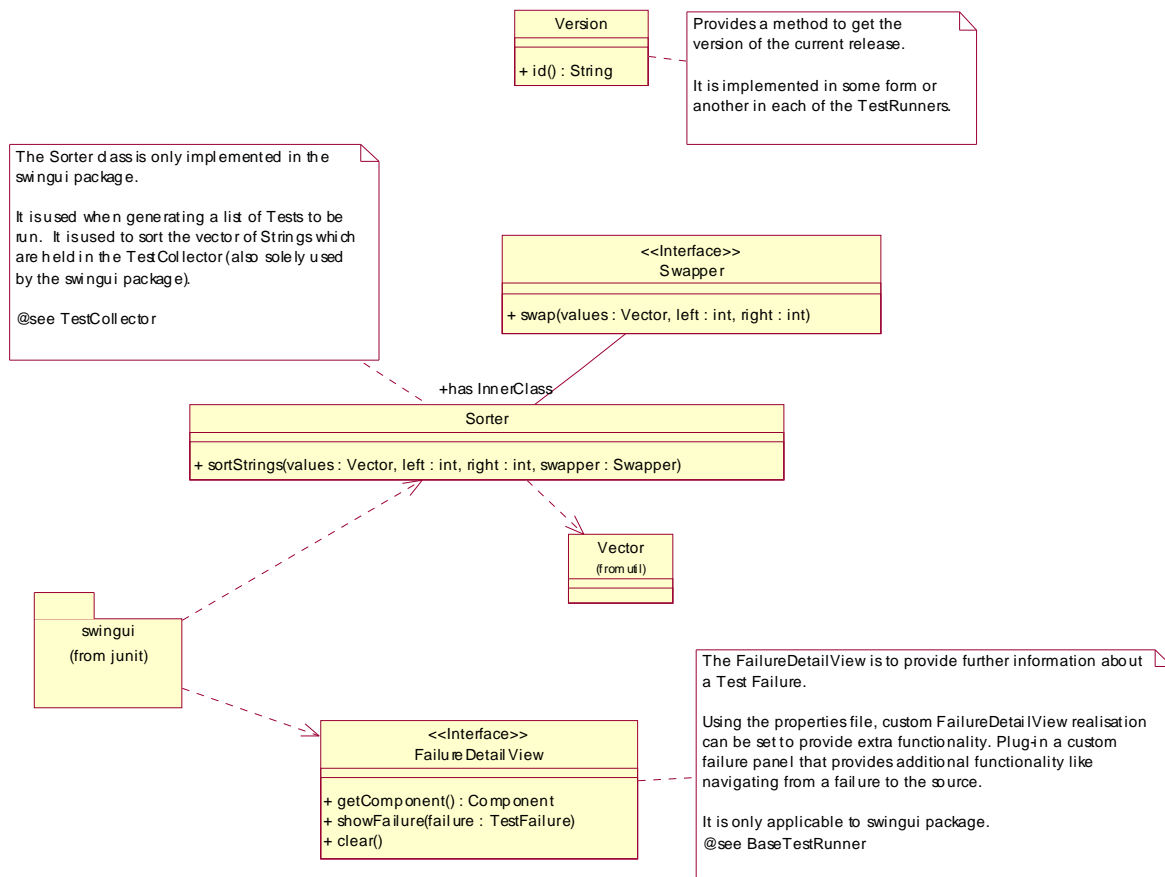 Version
+ id() : String
Provides a method to get the
version of the current release.
It is implemented in some form or
another in each of the TestRunners.
The Sorter class is only implemented in the
swingui package.
It is used when generating a list of Tests to be
run. It is used to sort the vector of Strings which
are held in the TestCollector (also solely used
by the swingui package).
@see TestCollector
<<Interface>>
Swapper
+ swap(values : Vector, left : int, right : int)
+has InnerClass
Sorter
+ sortStrings(values : Vector, left : int, right : int, swapper : Swapper)
Vector
(from util)
swingui
(from junit)
<<Interface>>
FailureDetailView
+ getComponent() : Component
+ showFailure(failure : TestFailure)
+ clear()
The FailureDetailView is to provide further information about
a Test Failure.
Using the properties file, custom FailureDetailView realisation
can be set to provide extra functionality. Plug-in a custom
failure panel that provides additional functionality like
navigating from a failure to the source.
It is only applicable to swingui package.
@see BaseTestRunner